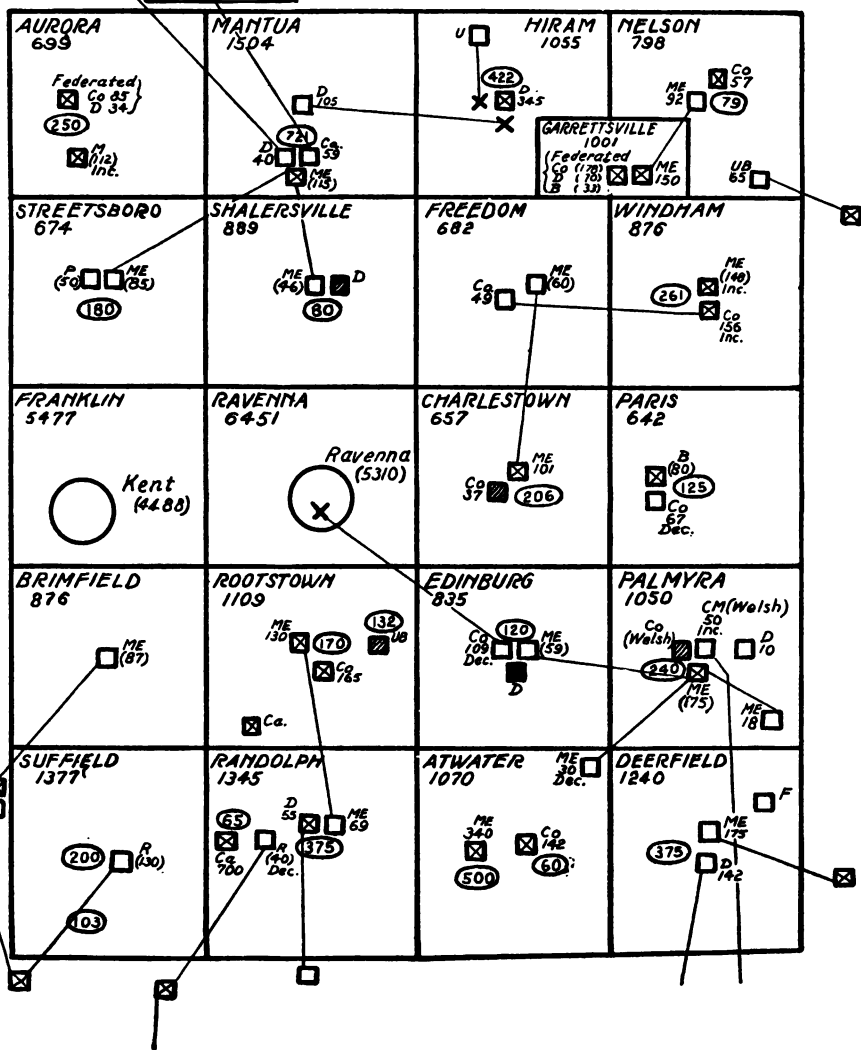 AURORA
699
Federated
Co 85
D 34
250
M
(112)
Inc.
MANTUA
1504
D
105
721
D
40
Ca.
59
ME
(113)
HIRAM
1055
U
422
D.
345
GARRETTSVILLE
1001
Federated
Co (178)
D (70)
B (33)
ME
150
NELSON
798
Co
57
ME
92
79
UB
65
STREETSBORO
674
P
(50)
ME
(85)
180
SHALERSVILLE
889
ME
(46)
D
80
FREEDOM
682
Ca
49
ME
(60)
WINDHAM
876
261
ME
(148)
Inc.
Co
156
Inc.
FRANKLIN
5477
Kent
(4488)
RAVENNA
6451
Ravenna
(5310)
CHARLESTOWN
657
ME
101
Co
37
206
PARIS
642
B
(80)
125
Co
67
Dec.
BRIMFIELD
876
ME
(87)
ROOTSTOWN
1109
ME
130
170
132
UB
Co
165
Ca.
EDINBURG
835
120
Co
109
Dec.
ME
(59)
D
PALMYRA
1050
CM (Welsh)
50
Inc.
Co
(Welsh)
D
10
240
ME
(175)
ME
18
SUFFIELD
1377
200
R
(130)
103
RANDOLPH
1345
65
Ca
700
R
(40)
Dec.
D
55
ME
69
375
ATWATER
1070
ME
30
Dec.
ME
340
500
Co
142
60
DEERFIELD
1240
F
ME
175
375
D
142